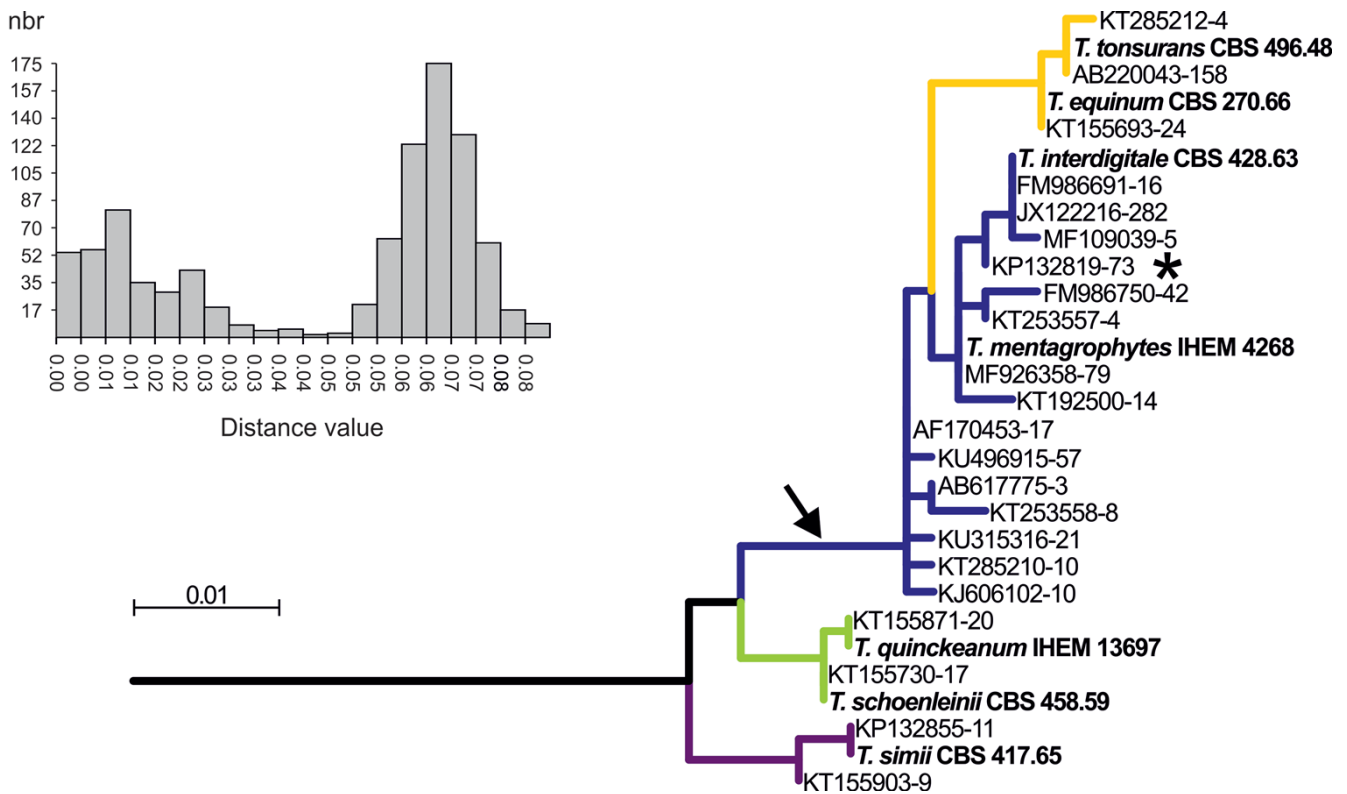 nbr
175
157
140
122
105
87
70
52
35
17
0.00
0.00
0.01
0.01
0.02
0.02
0.03
0.03
0.04
0.04
0.05
0.05
0.06
0.06
0.07
0.07
0.08
0.08
0.08
Distance value
0.01
KT285212-4
T. tonsurans CBS 496.48
AB220043-158
T. equinum CBS 270.66
KT155693-24
T. interdigitale CBS 428.63
FM986691-16
JX122216-282
MF109039-5
KP132819-73 *
FM986750-42
KT253557-4
T. mentagrophytes IHEM 4268
MF926358-79
KT192500-14
AF170453-17
KU496915-57
AB617775-3
KT253558-8
KU315316-21
KT285210-10
KJ606102-10
KT155871-20
T. quinckeanum IHEM 13697
KT155730-17
T. schoenleinii CBS 458.59
KP132855-11
T. simii CBS 417.65
KT155903-9